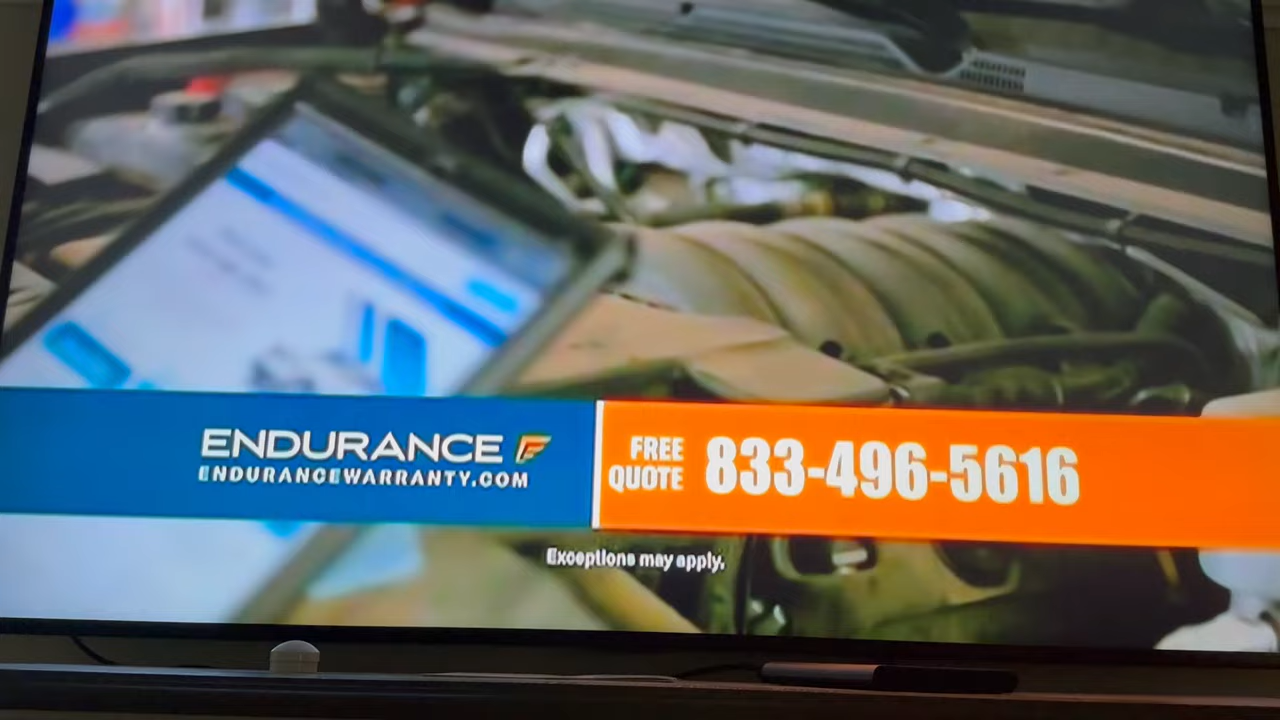 ENDURANCE
ENDURANCEWARRANTY.COM
FREE
QUOTE
833-496-5616
Exceptions may apply.